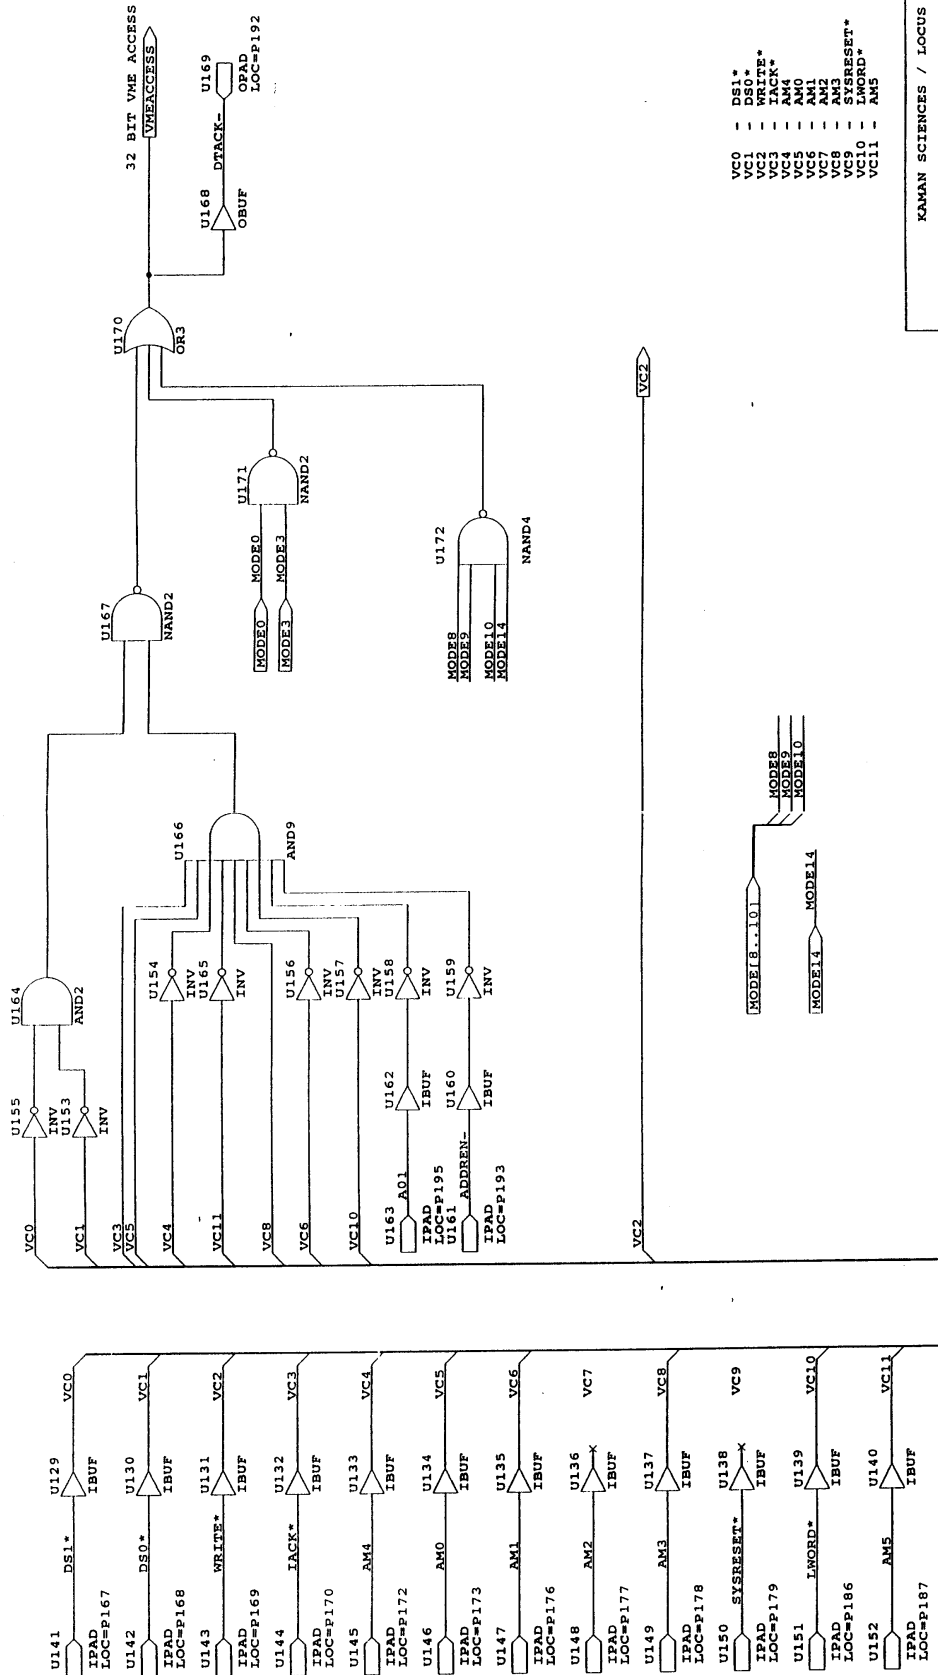 32 BIT VME ACCESS
VMEACCESS
U169
OPAD
LOC=P192
DTACK-
U168
OBUF
U170
OR3
U167
NAND2
U171
NAND2
MODE0
MODE3
MODE0
MODE3
U172
NAND4
MODE8
MODE9
MODE10
MODE14
U164
AND2
U166
AND9
U155
INV
U153
INV
U154
INV
U165
INV
U156
INV
U157
INV
U158
INV
U159
INV
U162
IBUF
U160
IBUF
VC0
VC1
VC3
VC5
VC4
VC11
VC8
VC6
VC10
U163
A01
IPAD
LOC=P195
U161
ADDREN-
IPAD
LOC=P193
VC2
VC2
MODE[8..10]
MODE8
MODE9
MODE10
MODE14
MODE14
VC0 - DS1*
VC1 - DS0*
VC2 - WRITE*
VC3 - IACK*
VC4 - AM4
VC5 - AM0
VC6 - AM1
VC7 - AM2
VC8 - AM3
VC9 - SYSRESET*
VC10 - LWORD*
VC11 - AM5
KAMAN SCIENCES / LOCUS
U141
IPAD
LOC=P167
DS1*
U129
IBUF
VC0
U142
IPAD
LOC=P168
DS0*
U130
IBUF
VC1
U143
IPAD
LOC=P169
WRITE*
U131
IBUF
VC2
U144
IPAD
LOC=P170
IACK*
U132
IBUF
VC3
U145
IPAD
LOC=P172
AM4
U133
IBUF
VC4
U146
IPAD
LOC=P173
AM0
U134
IBUF
VC5
U147
IPAD
LOC=P176
AM1
U135
IBUF
VC6
U148
IPAD
LOC=P177
AM2
U136
IBUF
VC7
U149
IPAD
LOC=P178
AM3
U137
IBUF
VC8
U150
IPAD
LOC=P179
SYSRESET*
U138
IBUF
VC9
U151
IPAD
LOC=P186
LWORD*
U139
IBUF
VC10
U152
IPAD
LOC=P187
AM5
U140
IBUF
VC11